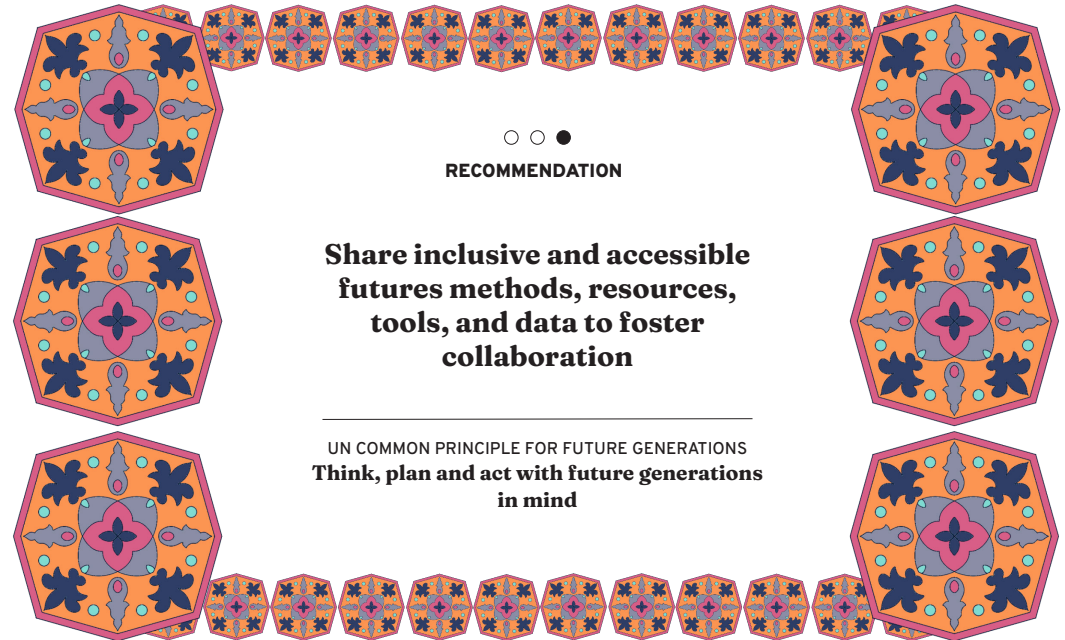 RECOMMENDATION
Share inclusive and accessible
futures methods, resources,
tools, and data to foster
collaboration
UN COMMON PRINCIPLE FOR FUTURE GENERATIONS
Think, plan and act with future generations
in mind